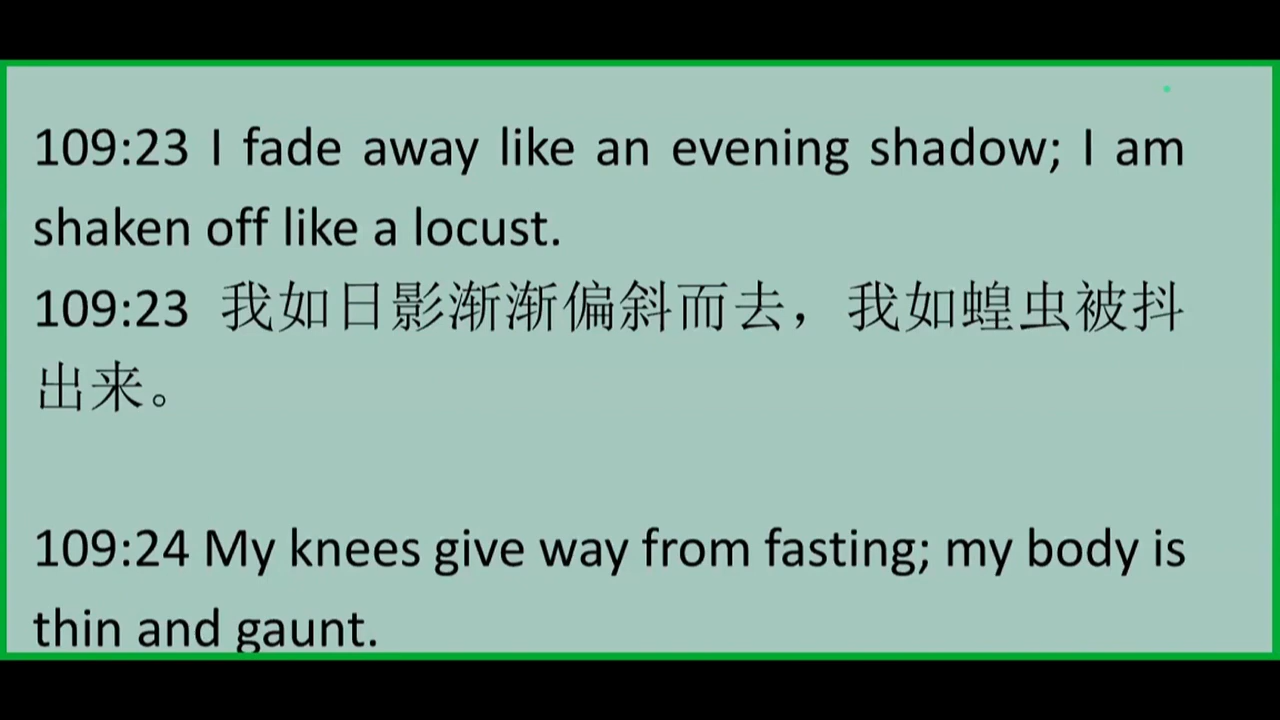 109:23 I fade away like an evening shadow; I am
shaken off like a locust.
109:23 我如日影渐渐偏斜而去，我如蝗虫被抖
出来。
109:24 My knees give way from fasting; my body is
thin and gaunt.